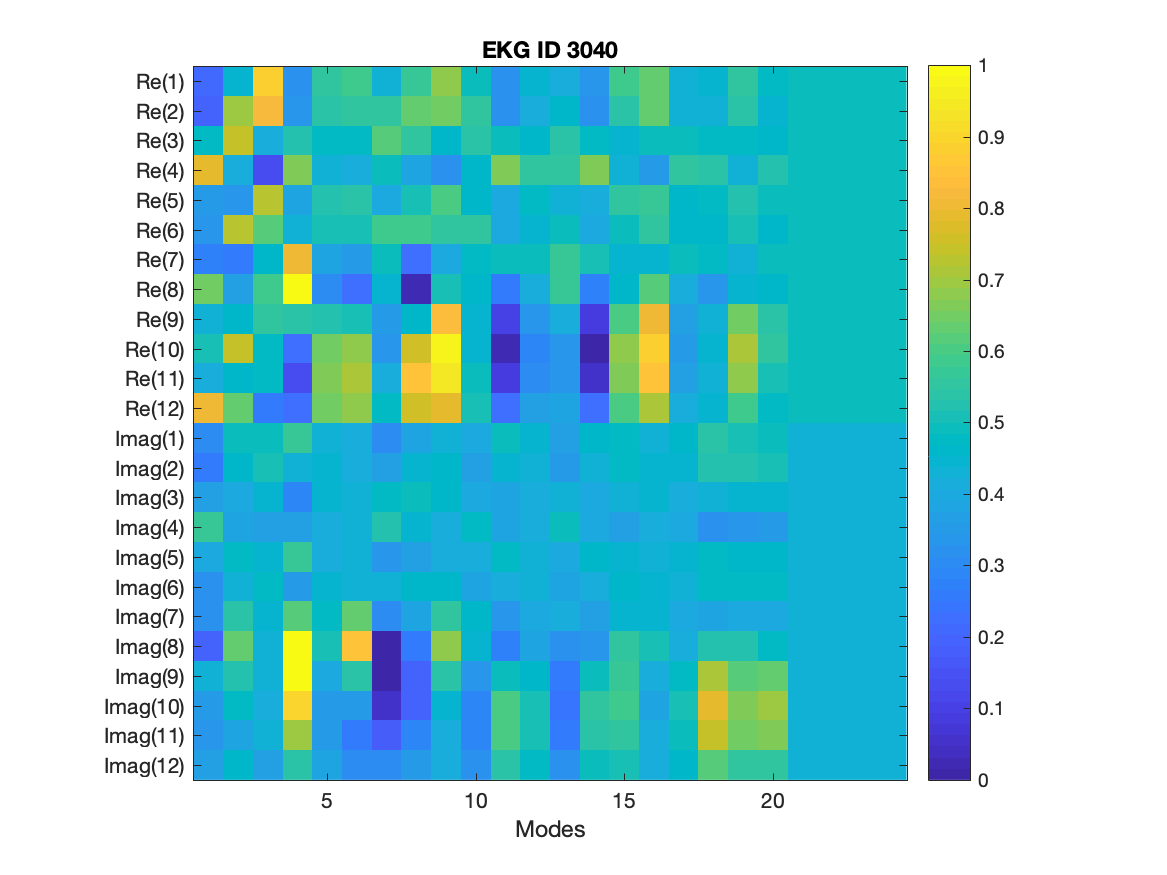 EKG ID 3040
Re(1)
Re(2)
Re(3)
Re(4)
Re(5)
Re(6)
Re(7)
Re(8)
Re(9)
Re(10)
Re(11)
Re(12)
Imag(1)
Imag(2)
Imag(3)
Imag(4)
Imag(5)
Imag(6)
Imag(7)
Imag(8)
Imag(9)
Imag(10)
Imag(11)
Imag(12)
5 10 15 20
Modes
1
0.9
0.8
0.7
0.6
0.5
0.4
0.3
0.2
0.1
0